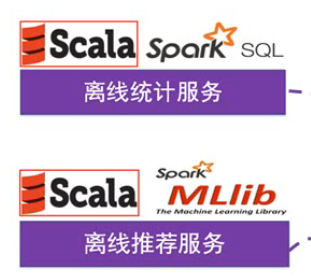 Scala Spark SQL
离线统计服务
Scala Spark MLlib
The Machine Learning Library
离线推荐服务